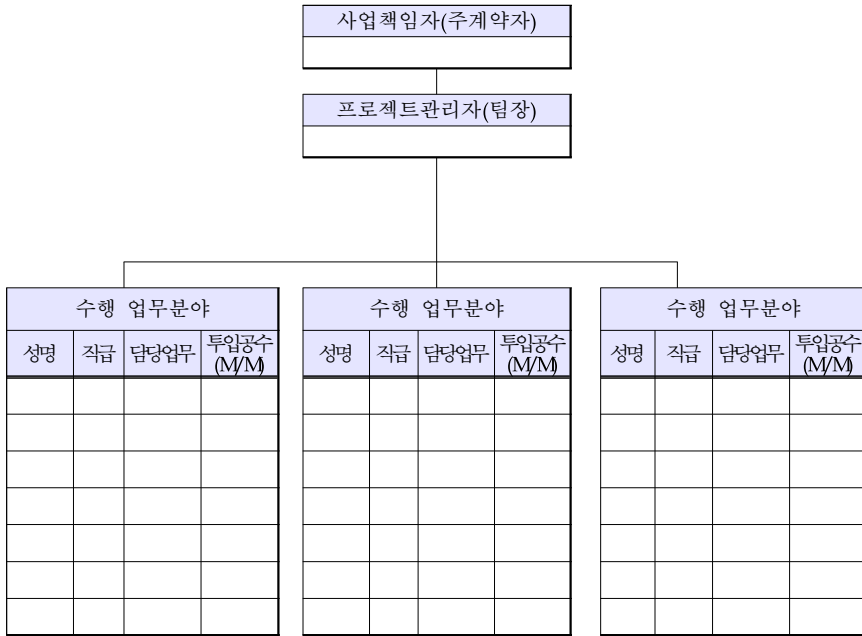 사업책임자(주계약자)
프로젝트관리자(팀장)
수행 업무분야
성명 직급 담당업무 투입공수
(M/M)
수행 업무분야
성명 직급 담당업무 투입공수
(M/M)
수행 업무분야
성명 직급 담당업무 투입공수
(M/M)